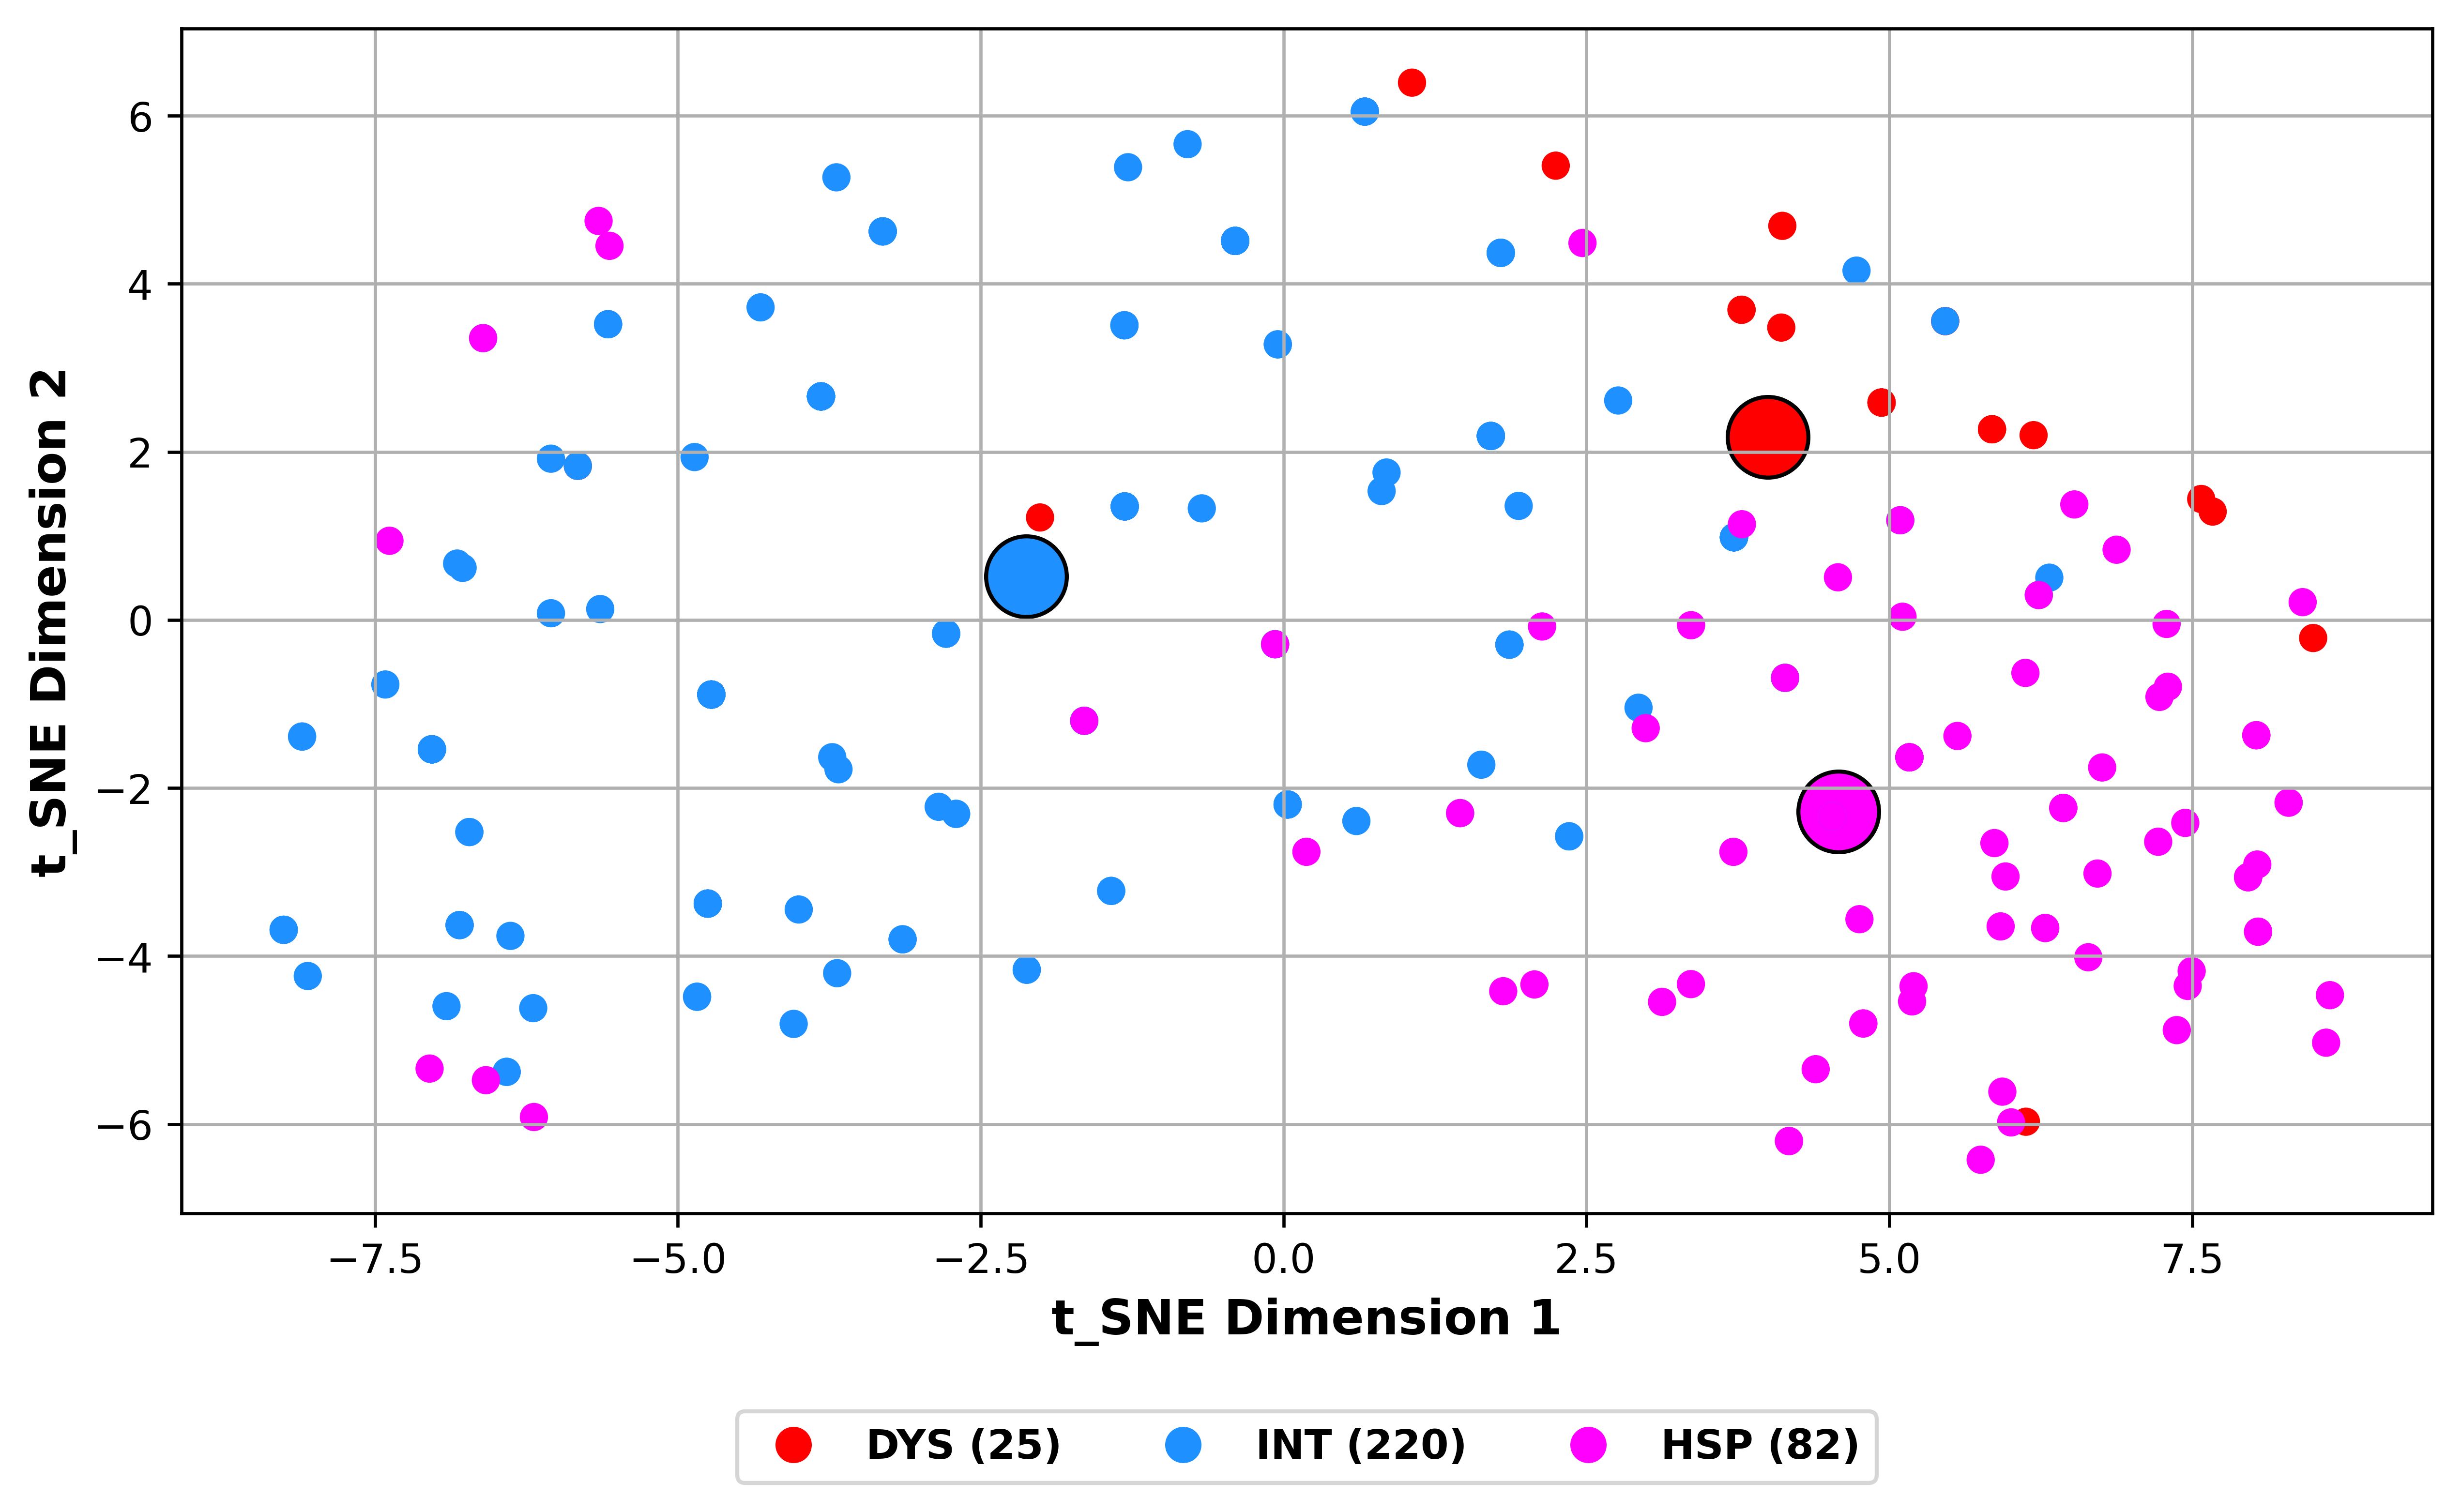 6
4
2
0
−2
−4
−6
t_SNE Dimension 2
−7.5 −5.0 −2.5 0.0 2.5 5.0 7.5
t_SNE Dimension 1
DYS (25) INT (220) HSP (82)